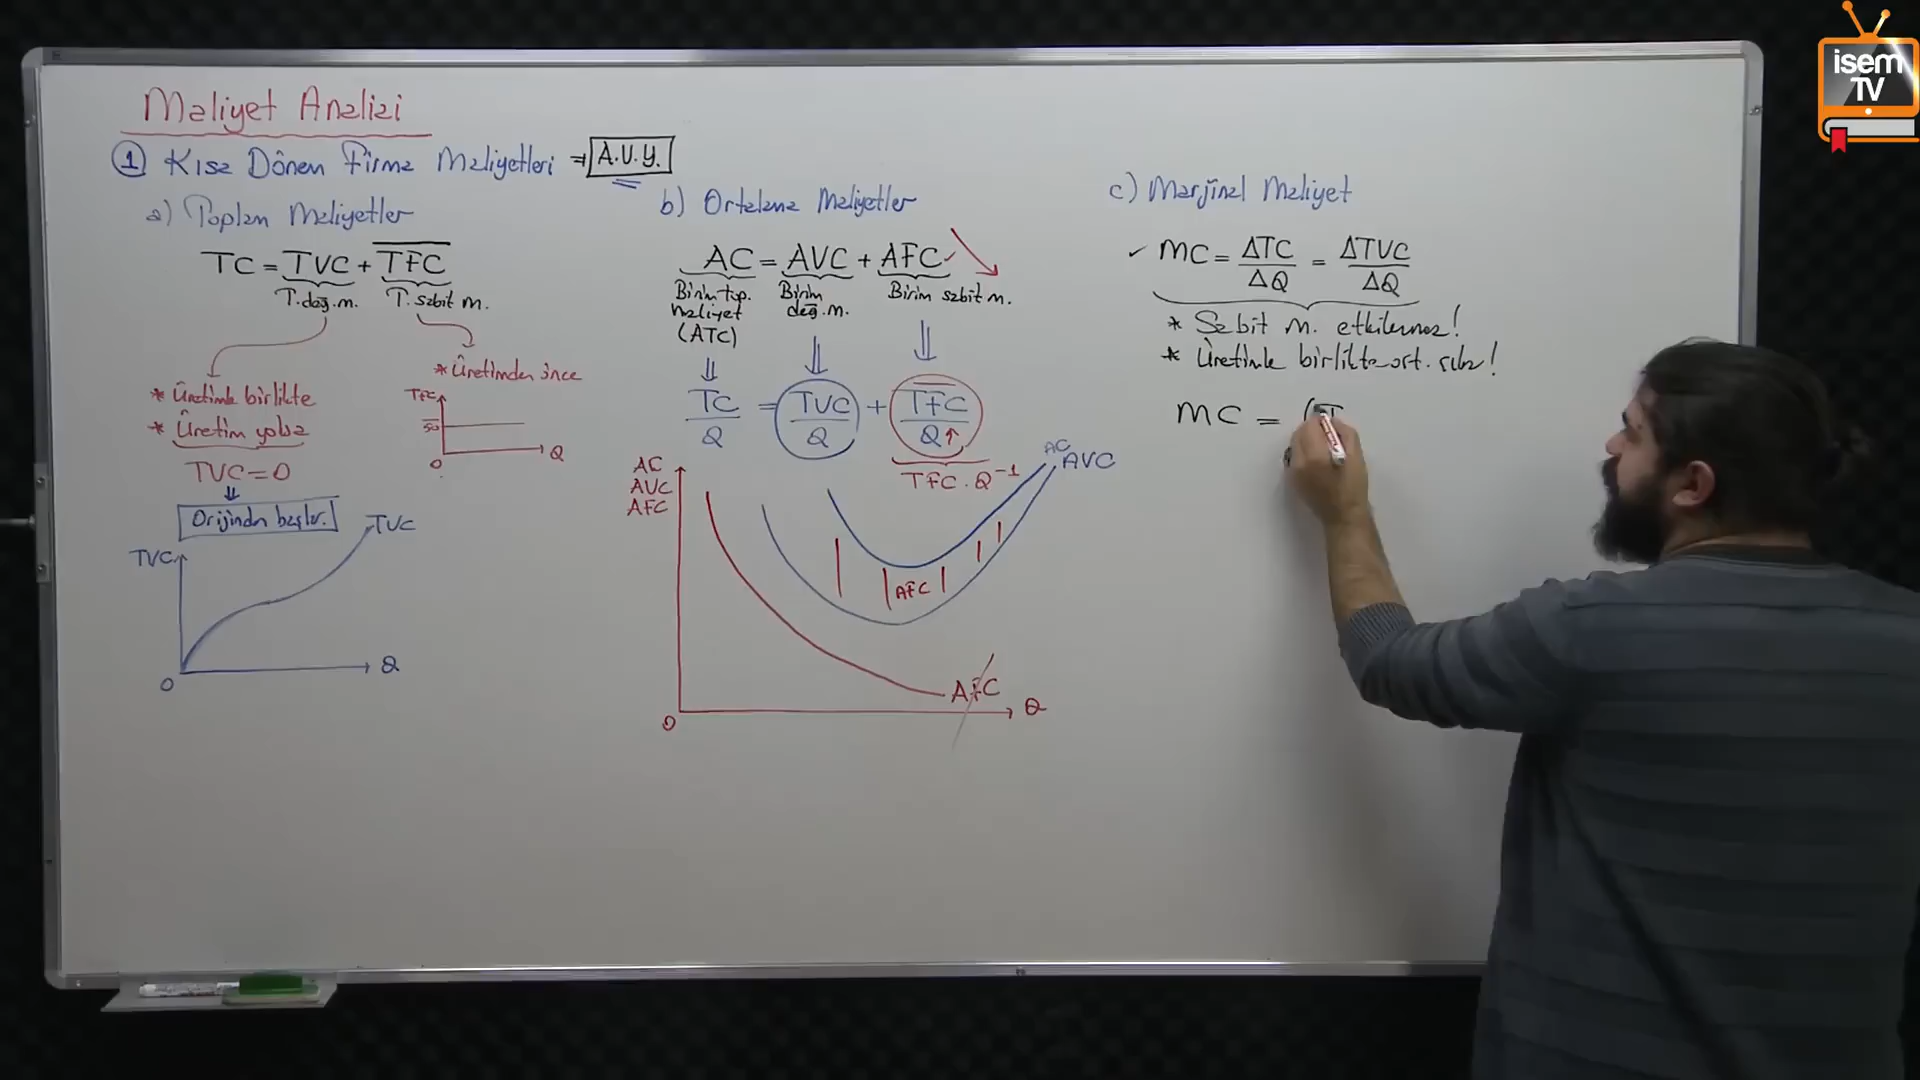 isem
TV
Maliyet Analizi
1 Kısa Dönem Firma Maliyetleri ⇒ A.V.Y.
a) Toplam Maliyetler
TC = TVC + TFC
T. değ. m. T. sabit m.
* Üretimle birlikte
* Üretim yoksa
TVC = 0
Orijinden başlar.
TVC
TVC
0
Q
* Üretimden önce
TFC
50
0
Q
b) Ortalama Maliyetler
AC = AVC + AFC
Birim top. maliyet (ATC)
Birim değ. m.
Birim sabit m.
TC/Q = TVC/Q + TFC/Q↑
TFC . Q⁻¹
AC
AVC
AFC
AC
AVC
AFC
AFC
0
Q
c) Marjinal Maliyet
✓ MC = ΔTC/ΔQ = ΔTVC/ΔQ
* Sabit m. etkilemez!
* Üretimle birlikte ort. çıkar!
MC = (T